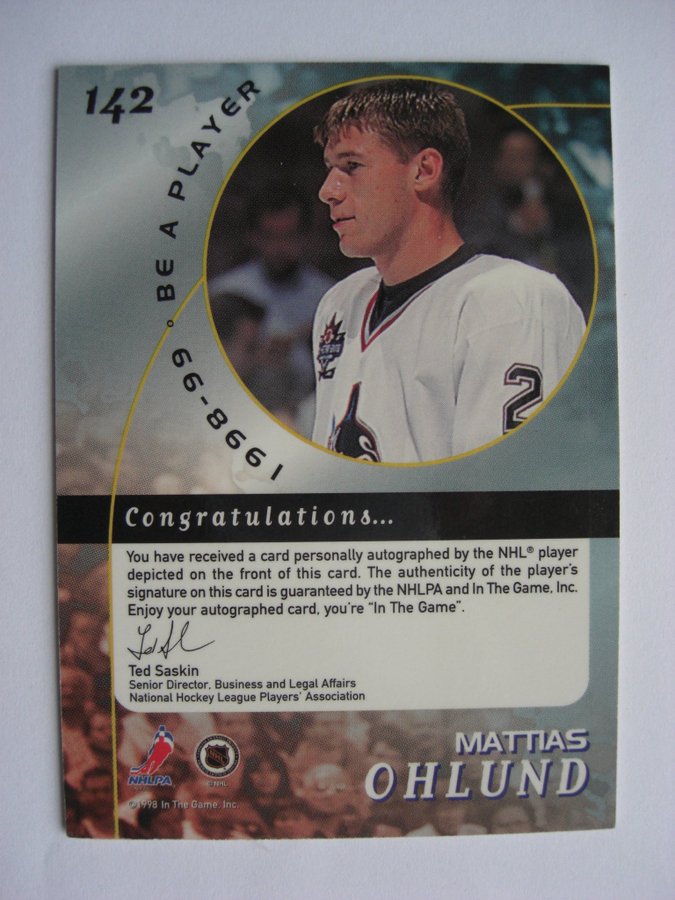 142
1998-99 ° BE A PLAYER
2
Congratulations...
You have received a card personally autographed by the NHL® player
depicted on the front of this card. The authenticity of the player's
signature on this card is guaranteed by the NHLPA and In The Game, Inc.
Enjoy your autographed card, you're "In The Game".
Ted Saskin
Senior Director, Business and Legal Affairs
National Hockey League Players' Association
MATTIAS
OHLUND
NHLPA
NHL
© NHL
©1998 In The Game, Inc.